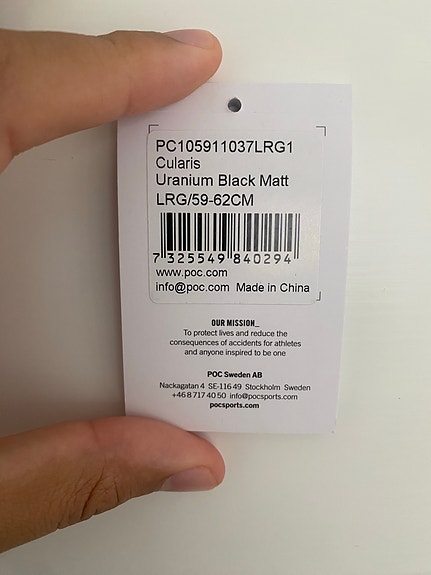 PC105911037LRG1
Cularis
Uranium Black Matt
LRG/59-62CM
7 325549 840294
www.poc.com
info@poc.com Made in China
OUR MISSION_
To protect lives and reduce the
consequences of accidents for athletes
and anyone inspired to be one
POC Sweden AB
Nackagatan 4 SE-116 49 Stockholm Sweden
+46 8 717 40 50 info@pocsports.com
pocsports.com